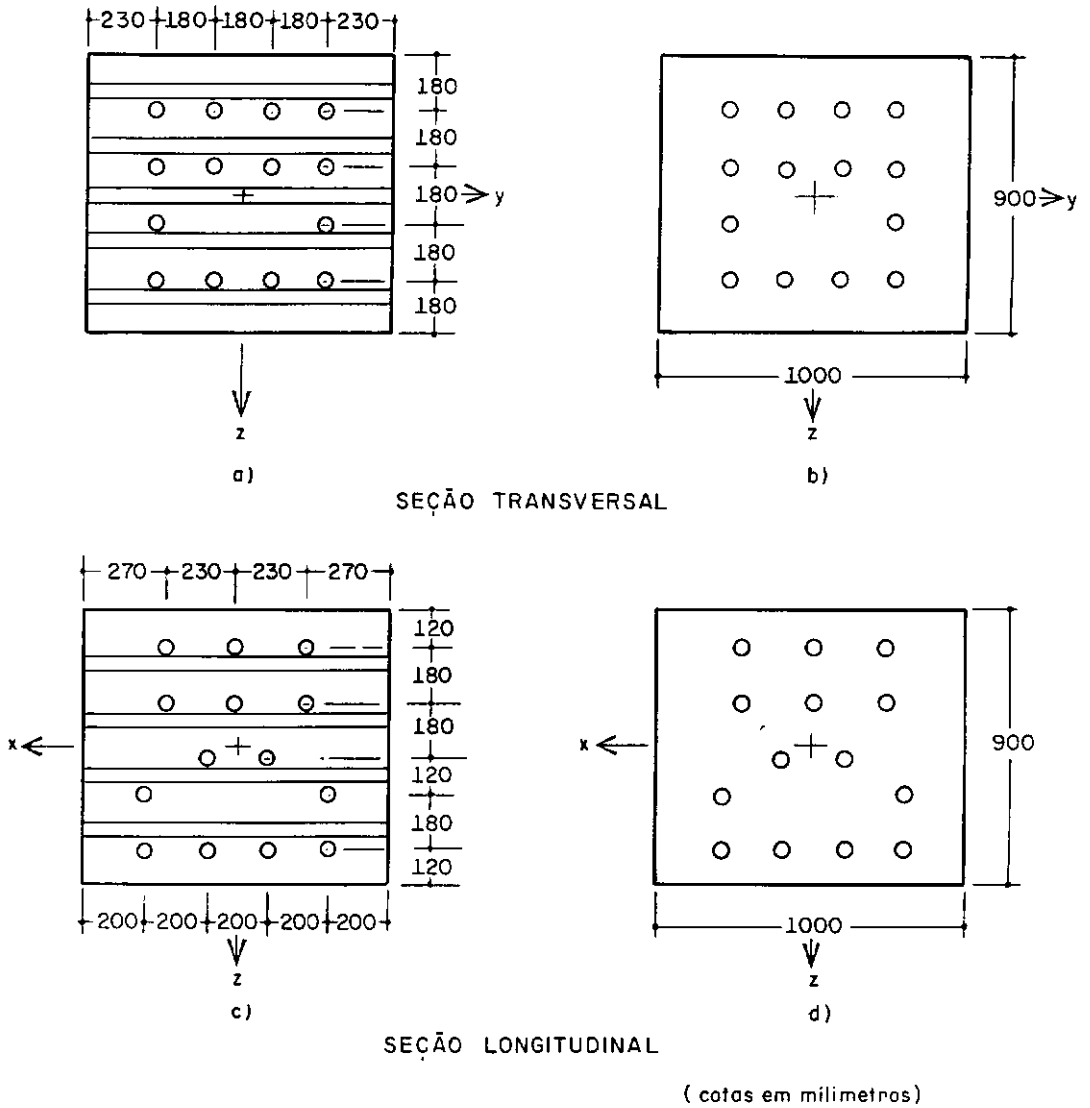 230 180 180 180 230
180
180
180
180
180
y
z
a)
900
y
1000
z
b)
SEÇÃO TRANSVERSAL
270 230 230 270
120
180
180
120
180
120
x
200 200 200 200 200
z
c)
x
900
1000
z
d)
SEÇÃO LONGITUDINAL
( cotas em milimetros)